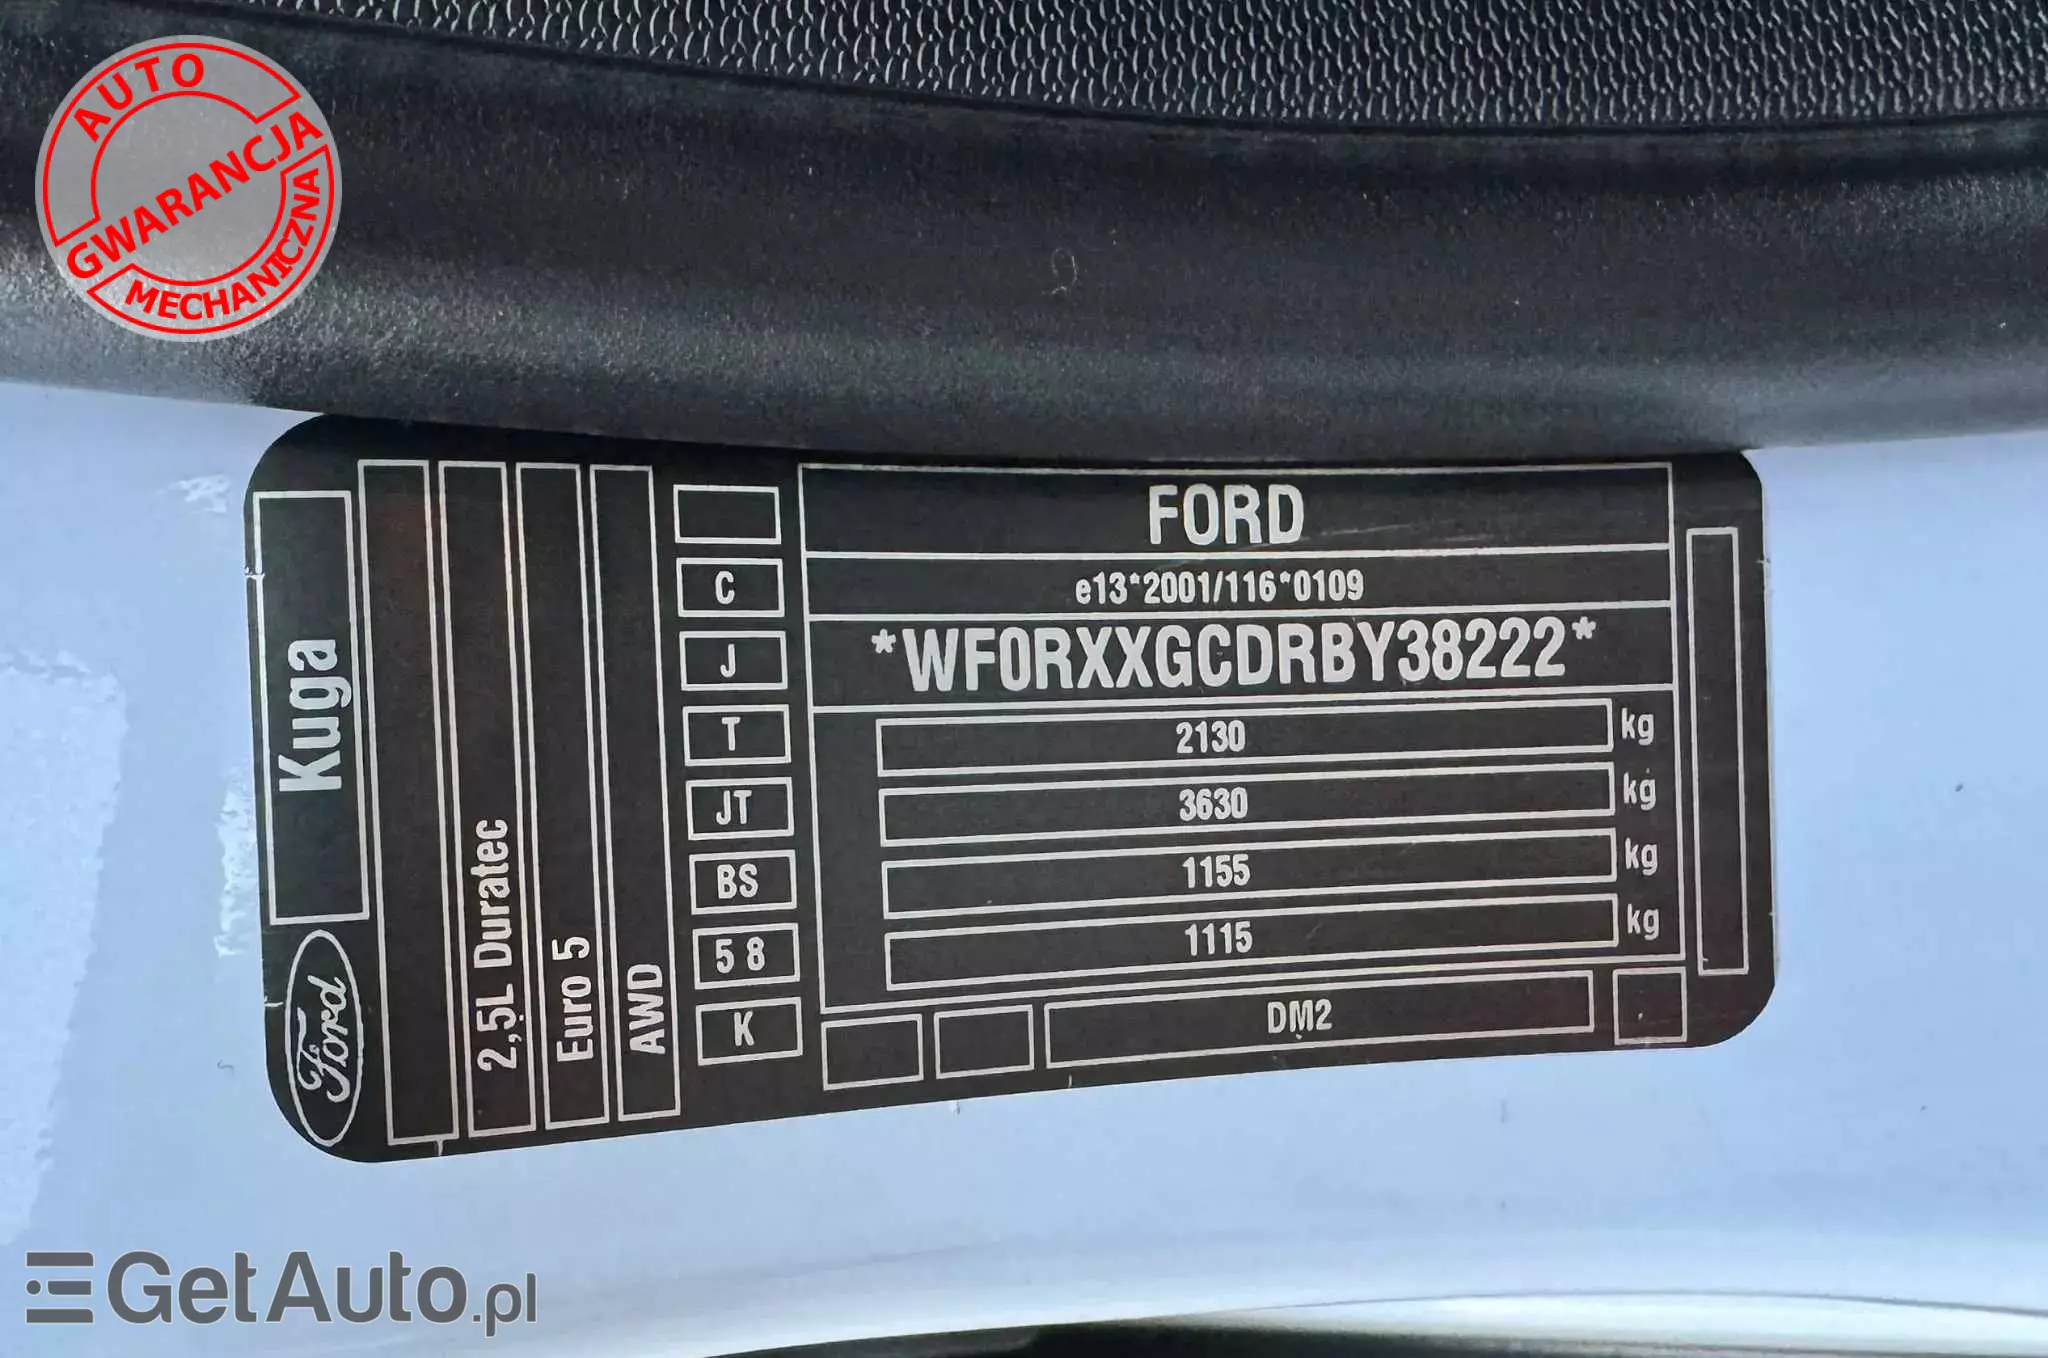 AUTO
GWARANCJA
MECHANICZNA
Kuga
Ford
2,5L Duratec
Euro 5
AWD
C
J
T
JT
BS
5 8
K
FORD
e13*2001/116*0109
*WF0RXXGCDRBY38222*
2130 kg
3630 kg
1155 kg
1115 kg
DM2
GetAuto.pl